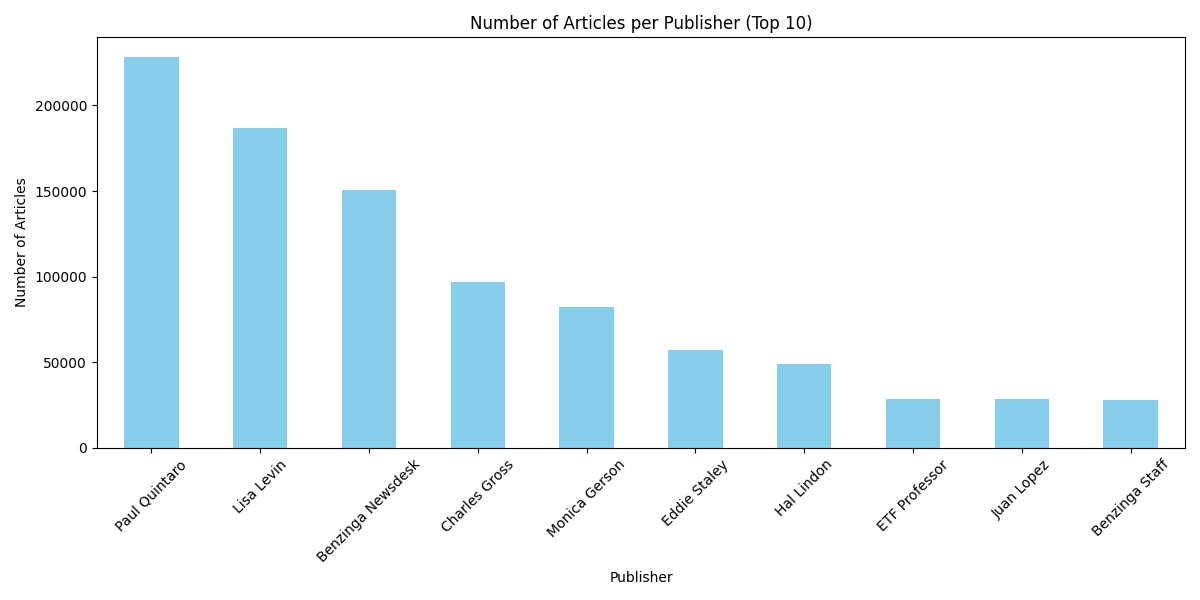 Number of Articles per Publisher (Top 10)
Number of Articles
200000
150000
100000
50000
0
Paul Quintaro
Lisa Levin
Benzinga Newsdesk
Charles Gross
Monica Gerson
Eddie Staley
Hal Lindon
ETF Professor
Juan Lopez
Benzinga Staff
Publisher